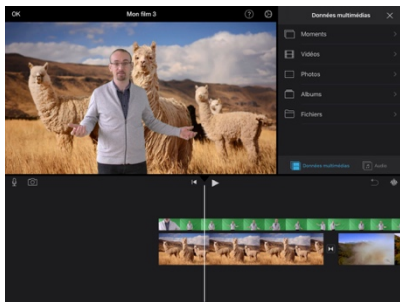 OK
Mon film 3
Données multimédias
Moments
Vidéos
Photos
Albums
Fichiers
Données multimédias
Audio